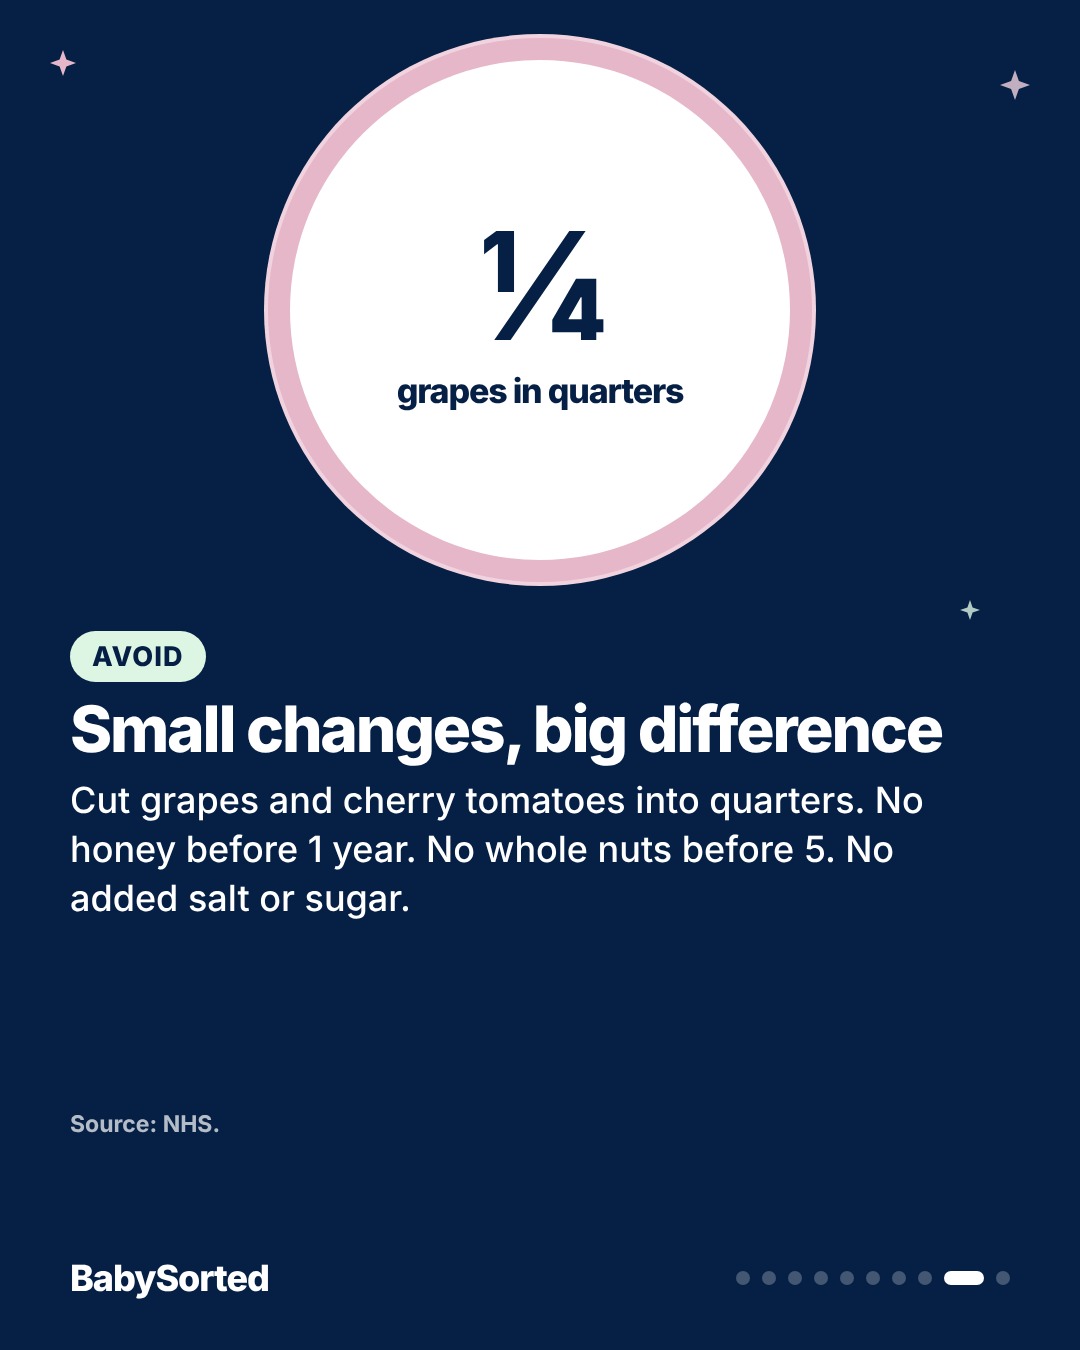 ¼
grapes in quarters
AVOID
Small changes, big difference
Cut grapes and cherry tomatoes into quarters. No
honey before 1 year. No whole nuts before 5. No
added salt or sugar.
Source: NHS.
BabySorted